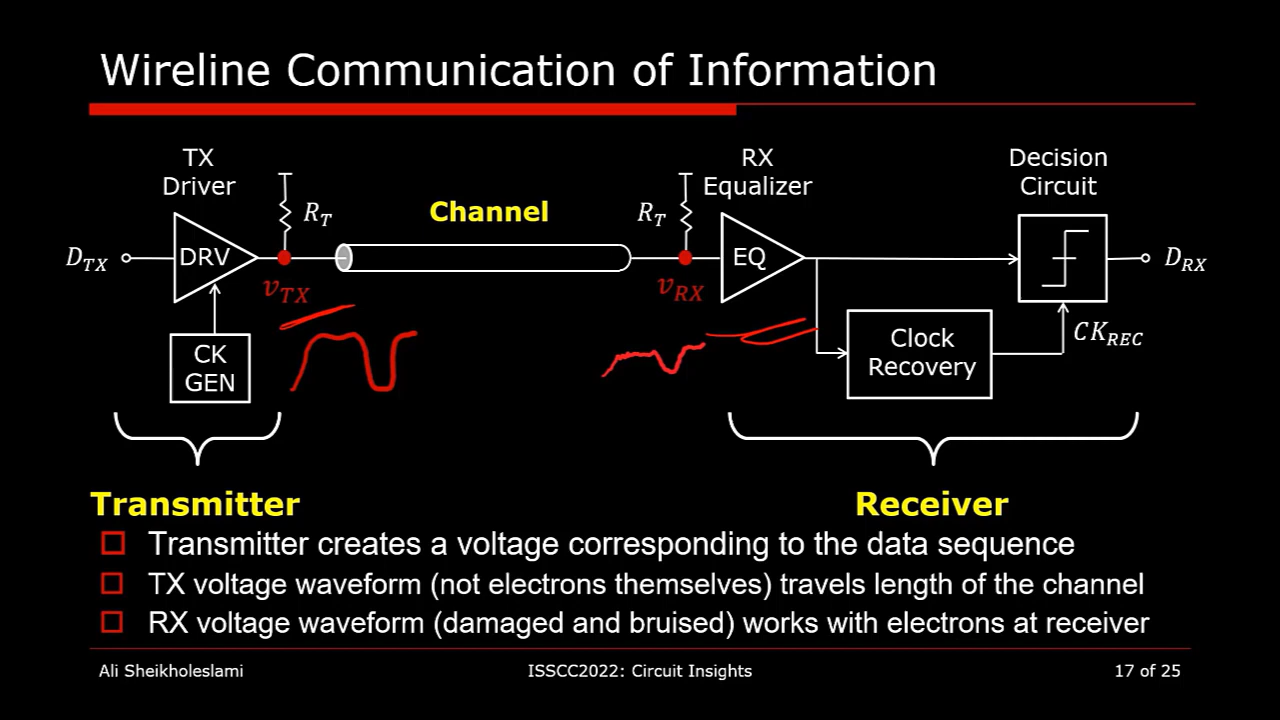 Wireline Communication of Information
TX
Driver
RX
Equalizer
Decision
Circuit
R_T
Channel
R_T
D_TX
DRV
EQ
D_RX
v_TX
v_RX
CK
GEN
Clock
Recovery
CK_REC
Transmitter
Receiver
Transmitter creates a voltage corresponding to the data sequence
TX voltage waveform (not electrons themselves) travels length of the channel
RX voltage waveform (damaged and bruised) works with electrons at receiver
Ali Sheikholeslami
ISSCC2022: Circuit Insights
17 of 25